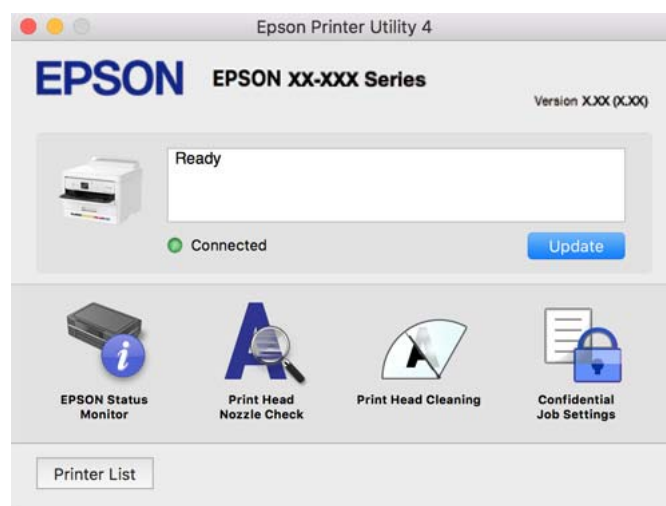 Epson Printer Utility 4
EPSON
EPSON XX-XXX Series
Version X.XX (X.XX)
Ready
Connected
Update
EPSON Status
Monitor
Print Head
Nozzle Check
Print Head Cleaning
Confidential
Job Settings
Printer List